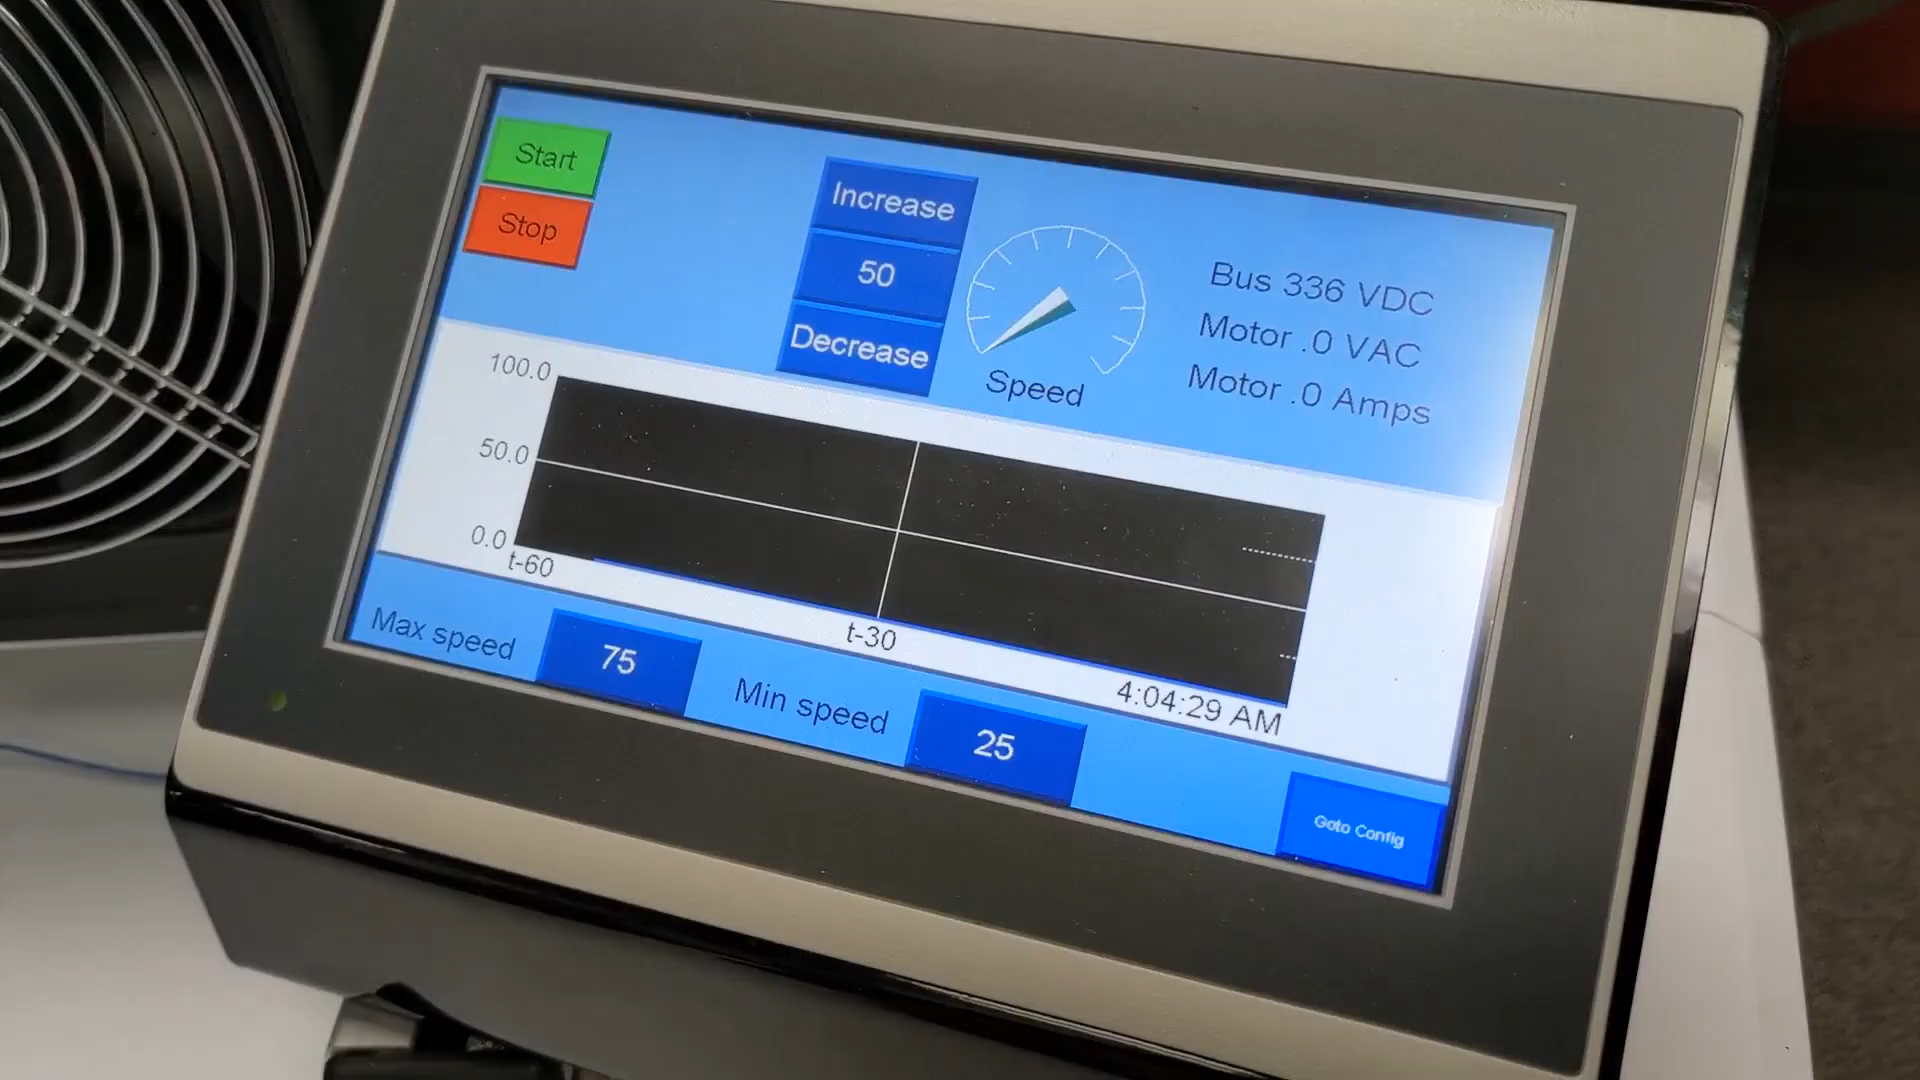 Start
Stop
Increase
50
Decrease
Speed
Bus 336 VDC
Motor .0 VAC
Motor .0 Amps
100.0
50.0
0.0
t-60
t-30
4:04:29 AM
Max speed
75
Min speed
25
Goto Config